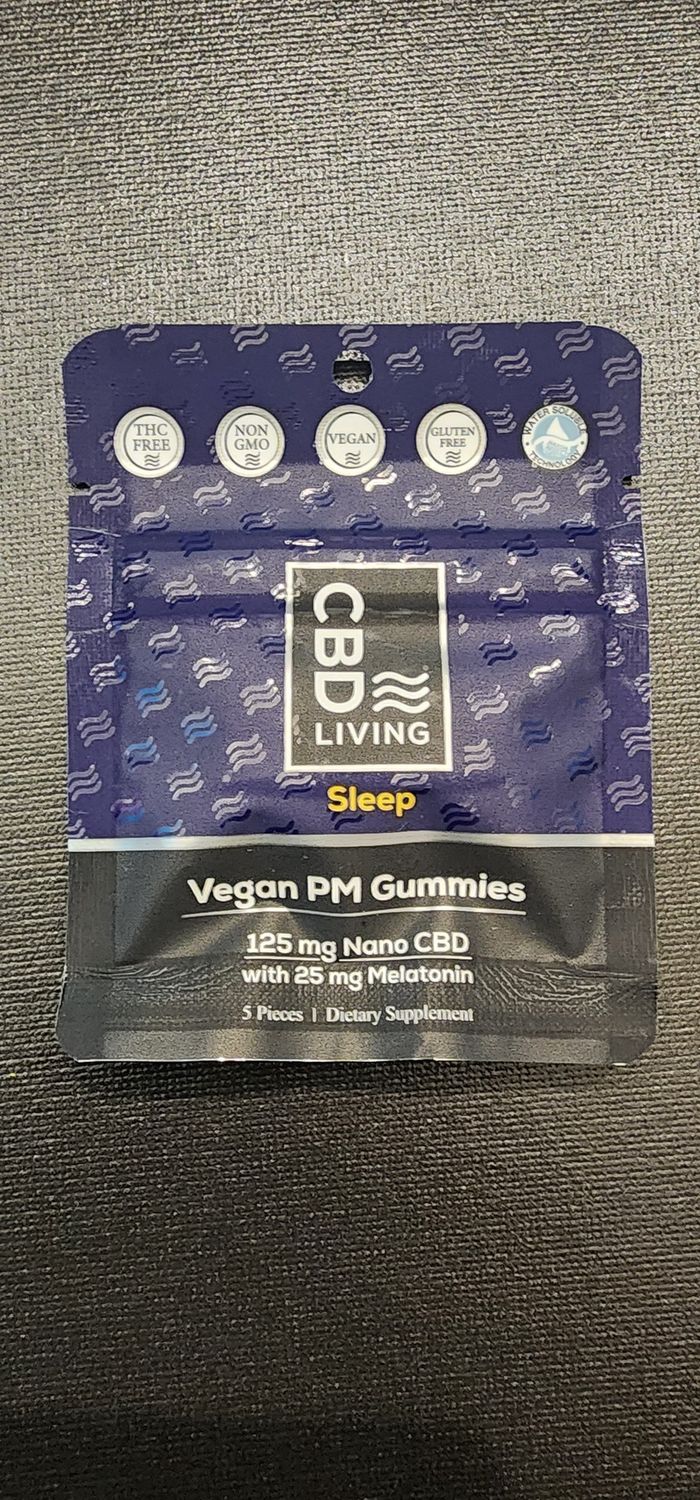 THC
FREE
NON
GMO
VEGAN
GLUTEN
FREE
WATER SOLUBLE
TECHNOLOGY
CBD
LIVING
Sleep
Vegan PM Gummies
125 mg Nano CBD
with 25 mg Melatonin
5 Pieces | Dietary Supplement